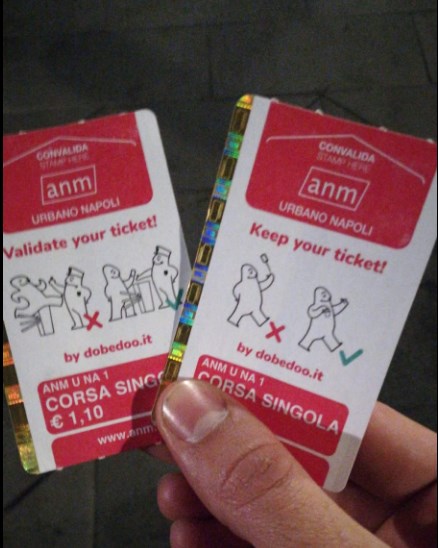 CONVALIDA
STAMP HERE
anm
URBANO NAPOLI
Validate your ticket!
by dobedoo.it
ANM U NA 1
CORSA SINGO
€ 1,10
www.anm.
CONVALIDA
STAMP HERE
anm
URBANO NAPOLI
Keep your ticket!
by dobedoo.it
ANM U NA 1
CORSA SINGOLA